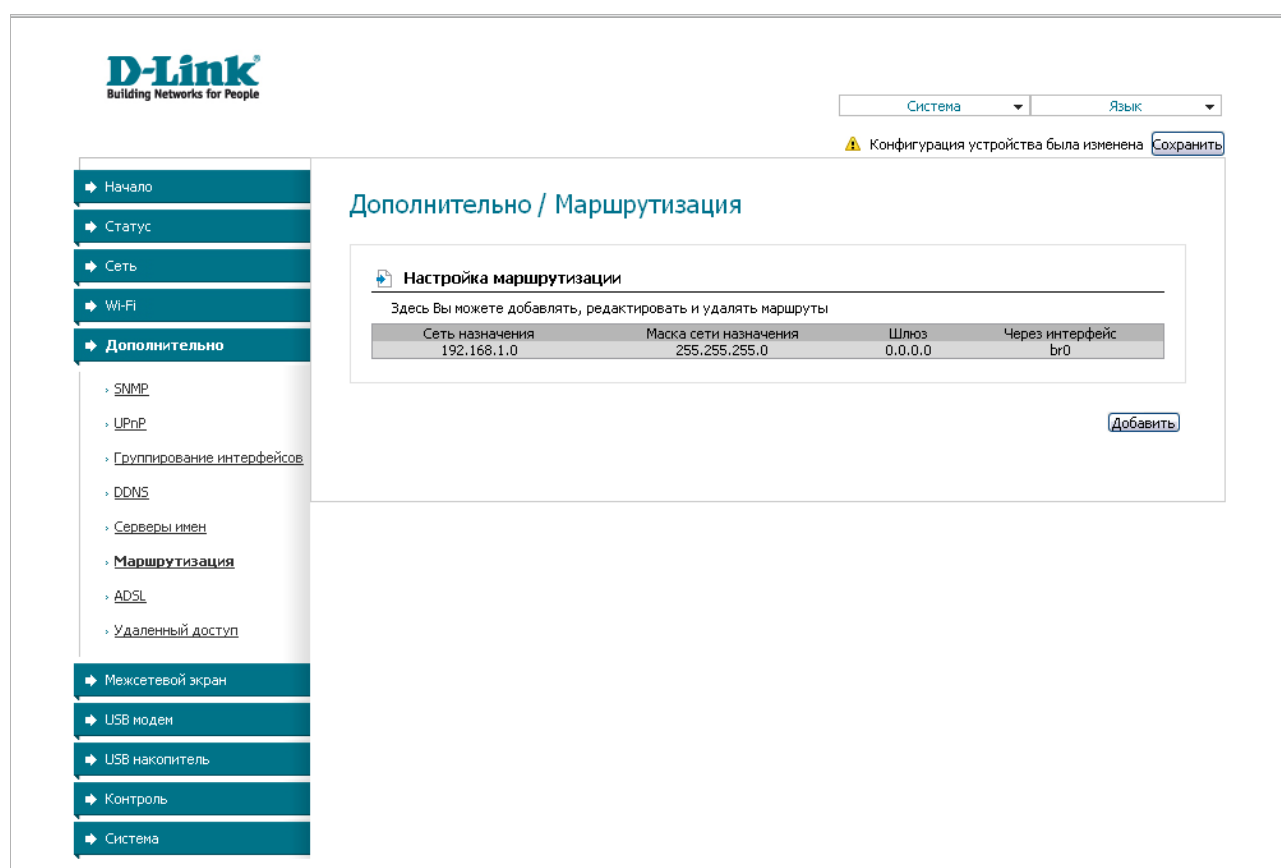 D-Link
Building Networks for People
Система
Язык
Конфигурация устройства была изменена
Сохранить
Начало
Статус
Сеть
Wi-Fi
Дополнительно
SNMP
UPnP
Группирование интерфейсов
DDNS
Серверы имен
Маршрутизация
ADSL
Удаленный доступ
Межсетевой экран
USB модем
USB накопитель
Контроль
Система
Дополнительно / Маршрутизация
Настройка маршрутизации
Здесь Вы можете добавлять, редактировать и удалять маршруты
Сеть назначения Маска сети назначения Шлюз Через интерфейс
192.168.1.0 255.255.255.0 0.0.0.0 br0
Добавить